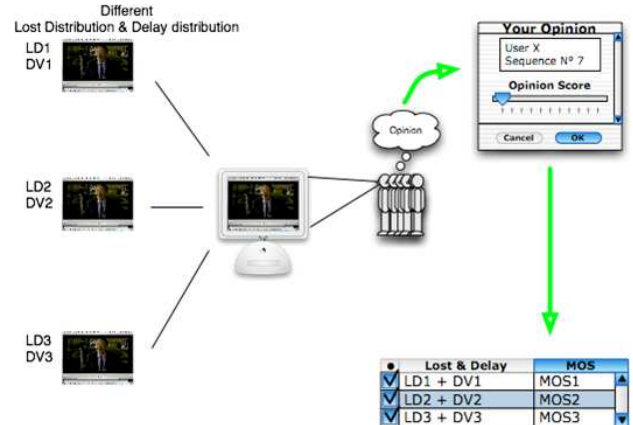 Different
Lost Distribution & Delay distribution
LD1
DV1
LD2
DV2
LD3
DV3
Opinion
Your Opinion
User X
Sequence Nº 7
Opinion Score
Cancel
OK
Lost & Delay MOS
LD1 + DV1 MOS1
LD2 + DV2 MOS2
LD3 + DV3 MOS3